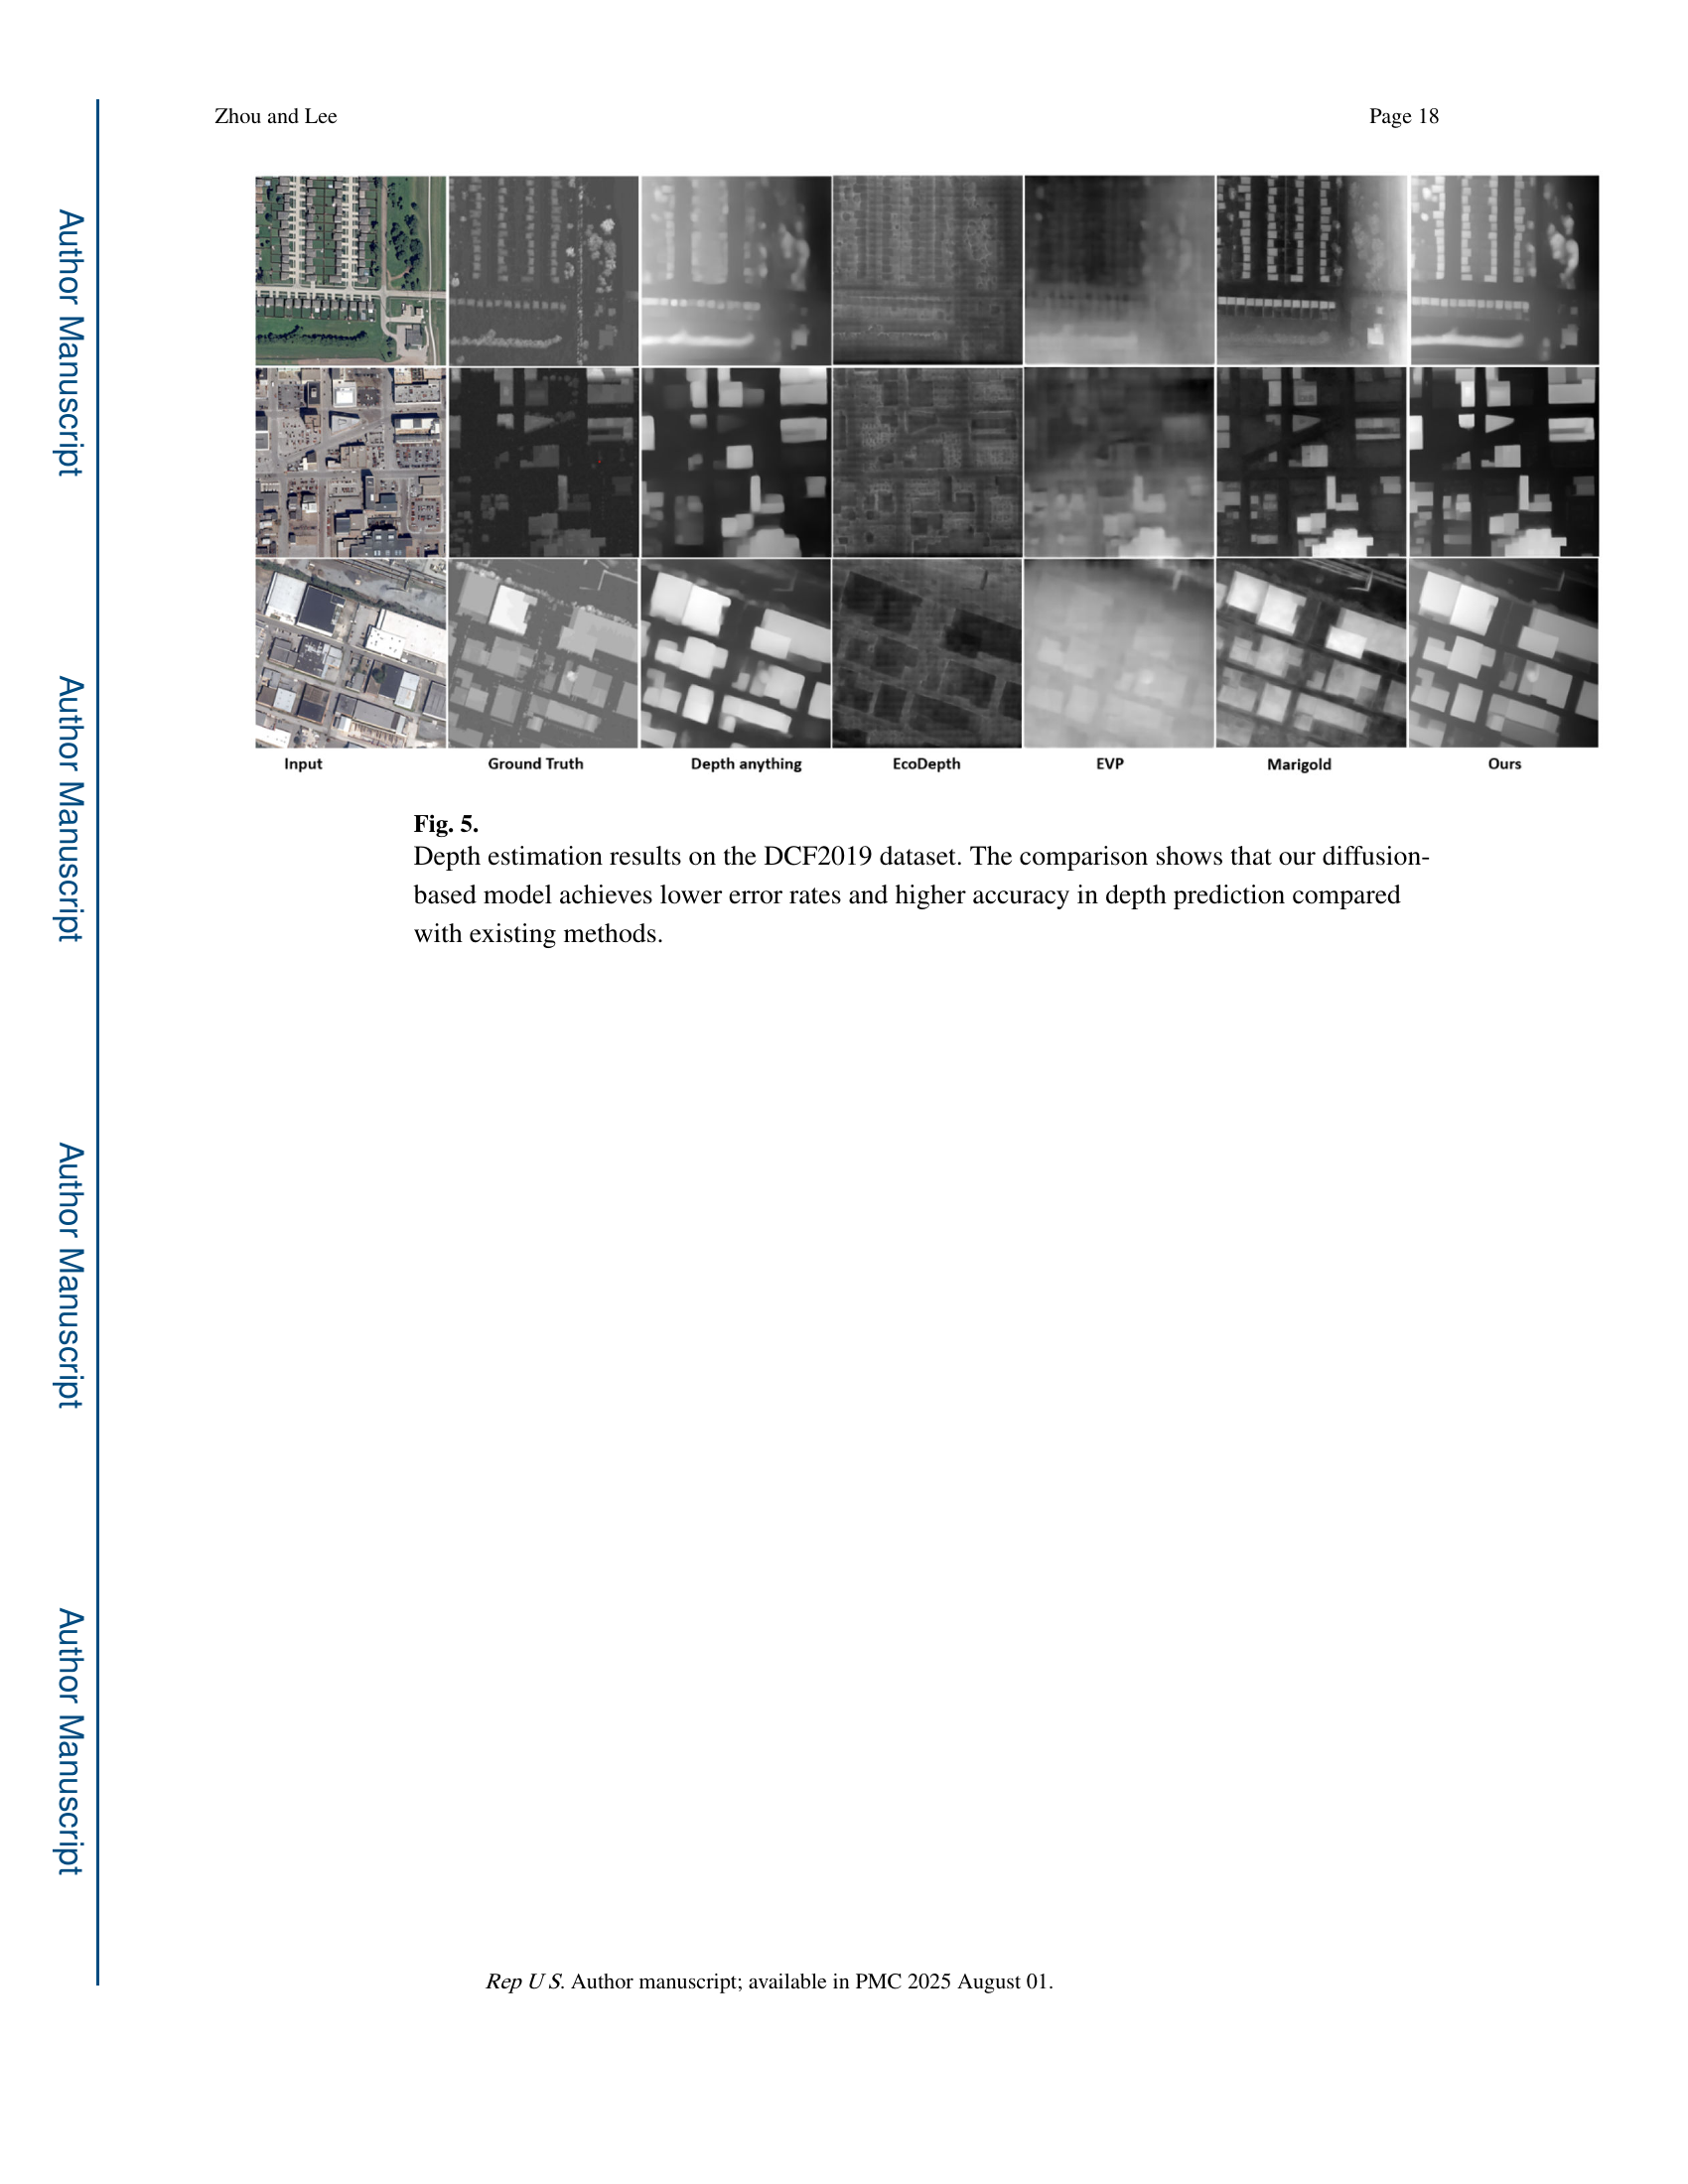 Zhou and Lee
Page 18
Author Manuscript
Author Manuscript
Author Manuscript
Author Manuscript
Input
Ground Truth
Depth anything
EcoDepth
EVP
Marigold
Ours
Fig. 5.
Depth estimation results on the DCF2019 dataset. The comparison shows that our diffusion-
based model achieves lower error rates and higher accuracy in depth prediction compared
with existing methods.
Rep U S. Author manuscript; available in PMC 2025 August 01.